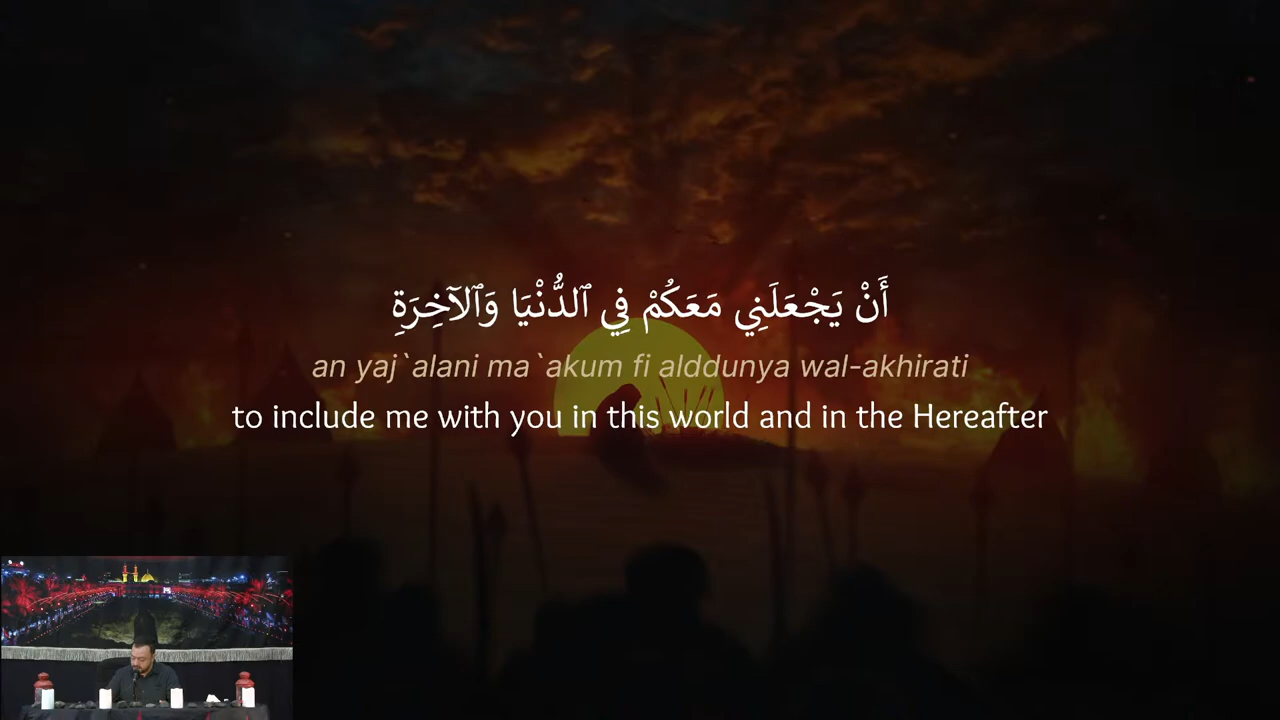 أَنْ يَجْعَلَنِي مَعَكُمْ فِي ٱلدُّنْيَا وَٱلآخِرَةِ
an yaj`alani ma`akum fi alddunya wal-akhirati
to include me with you in this world and in the Hereafter